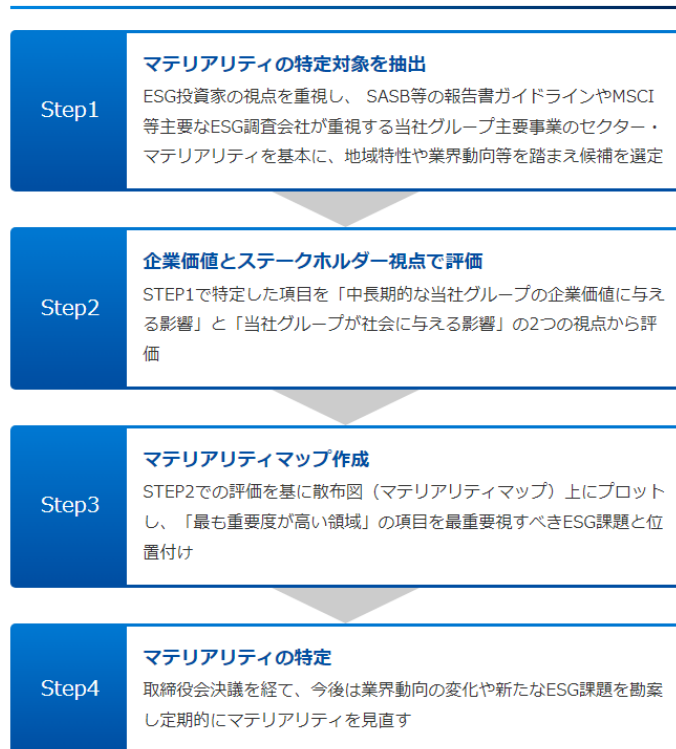 Step1
マテリアリティの特定対象を抽出
ESG投資家の視点を重視し、 SASB等の報告書ガイドラインやMSCI
等主要なESG調査会社が重視する当社グループ主要事業のセクター・
マテリアリティを基本に、地域特性や業界動向等を踏まえ候補を選定
Step2
企業価値とステークホルダー視点で評価
STEP1で特定した項目を「中長期的な当社グループの企業価値に与え
る影響」と「当社グループが社会に与える影響」の2つの視点から評
価
Step3
マテリアリティマップ作成
STEP2での評価を基に散布図（マテリアリティマップ）上にプロット
し、「最も重要度が高い領域」の項目を最重要視すべきESG課題と位
置付け
Step4
マテリアリティの特定
取締役会決議を経て、今後は業界動向の変化や新たなESG課題を勘案
し定期的にマテリアリティを見直す